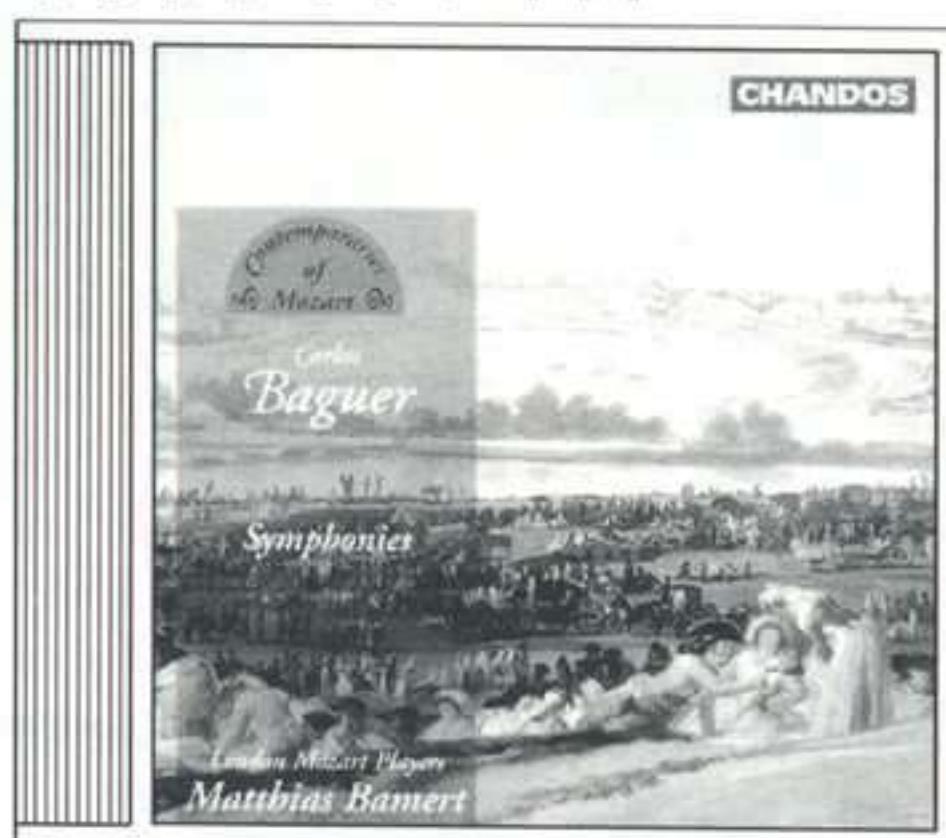 CHANDOS
Contemporaries
of
Mozart
Carlos
Baguer
Symphonies
London Mozart Players
Matthias Bamert